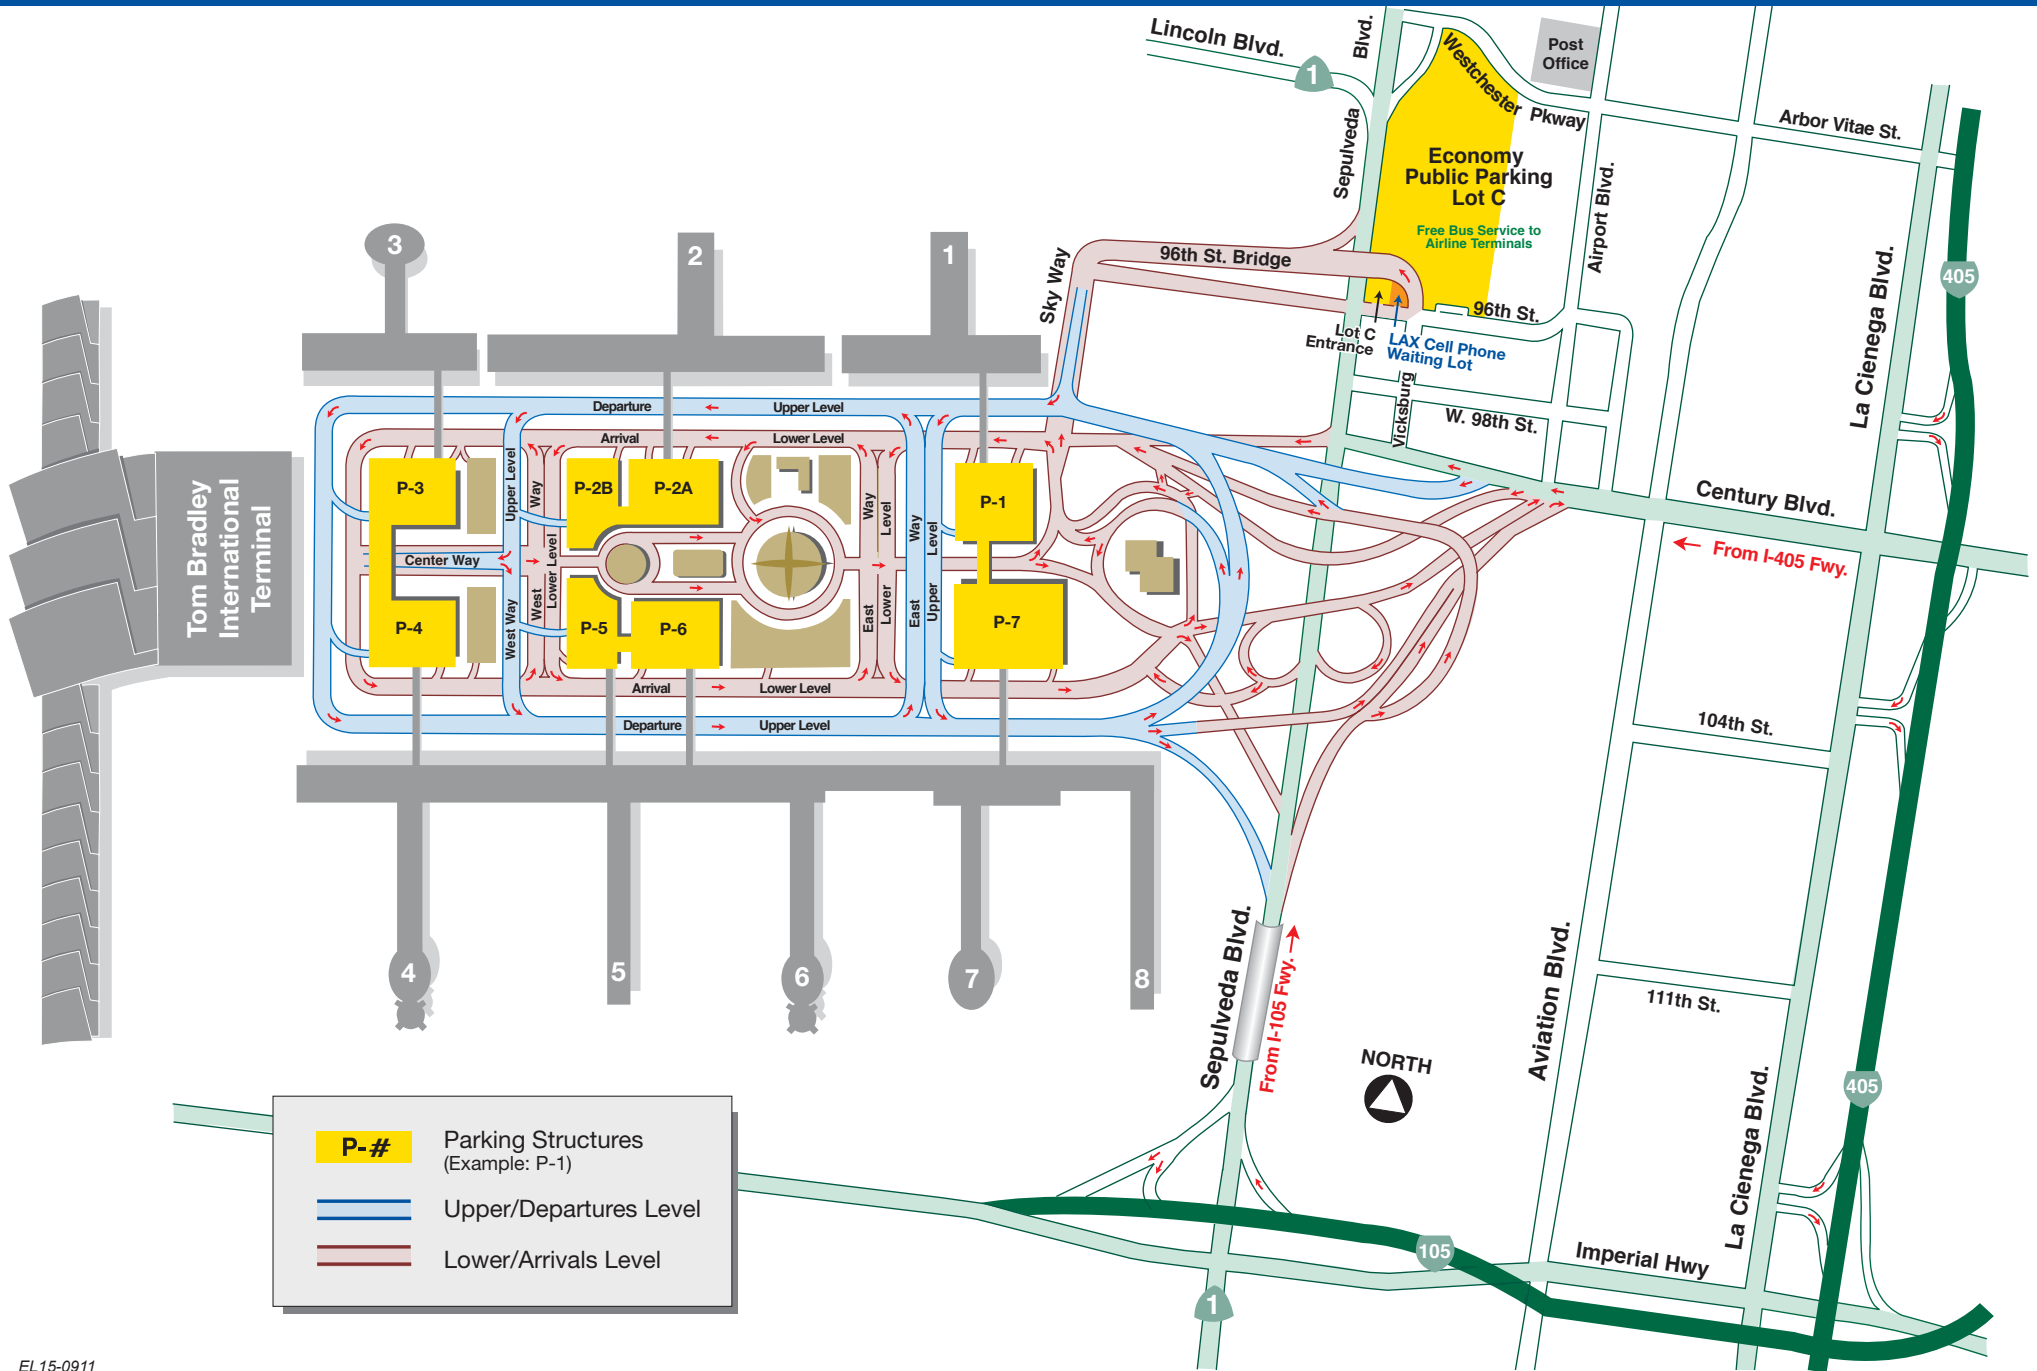 Lincoln Blvd.
1
Blvd.
Sepulveda
Westchester Pkway
Post
Office
Arbor Vitae St.
Economy
Public Parking
Lot C
Free Bus Service to
Airline Terminals
Airport Blvd.
La Cienega Blvd.
405
3
2
1
Sky Way
96th St. Bridge
96th St.
Lot C
Entrance
LAX Cell Phone
Waiting Lot
Vicksburg
W. 98th St.
Century Blvd.
From I-405 Fwy.
Departure
Upper Level
Arrival
Lower Level
P-3
P-2B
P-2A
P-1
Upper Level
West Way
Way
West
Lower Level
Way
East
Level
Lower
Way
East
Level
Upper
Center Way
Tom Bradley
International
Terminal
P-4
P-5
P-6
P-7
Arrival
Lower Level
Departure
Upper Level
104th St.
4
5
6
7
8
Sepulveda Blvd.
From I-105 Fwy.
Aviation Blvd.
111th St.
NORTH
405
La Cienega Blvd.
P-#
Parking Structures
(Example: P-1)
Upper/Departures Level
Lower/Arrivals Level
105
Imperial Hwy
1
EL15-0911